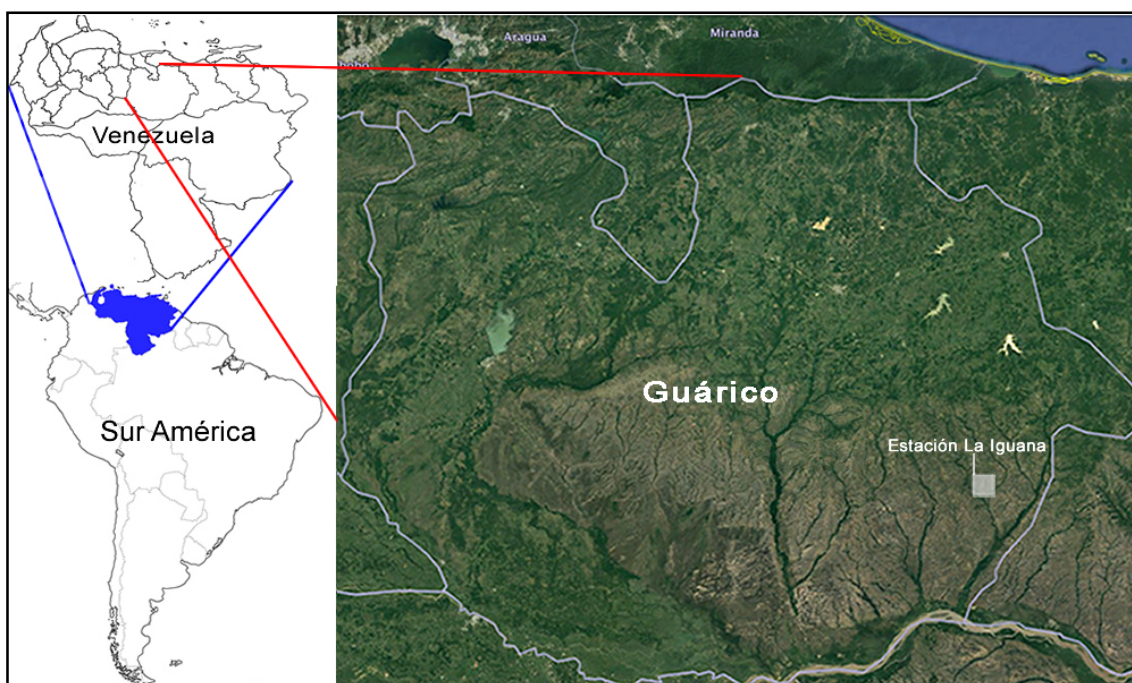 Venezuela
Sur América
Aragua
Miranda
Guárico
Estación La Iguana